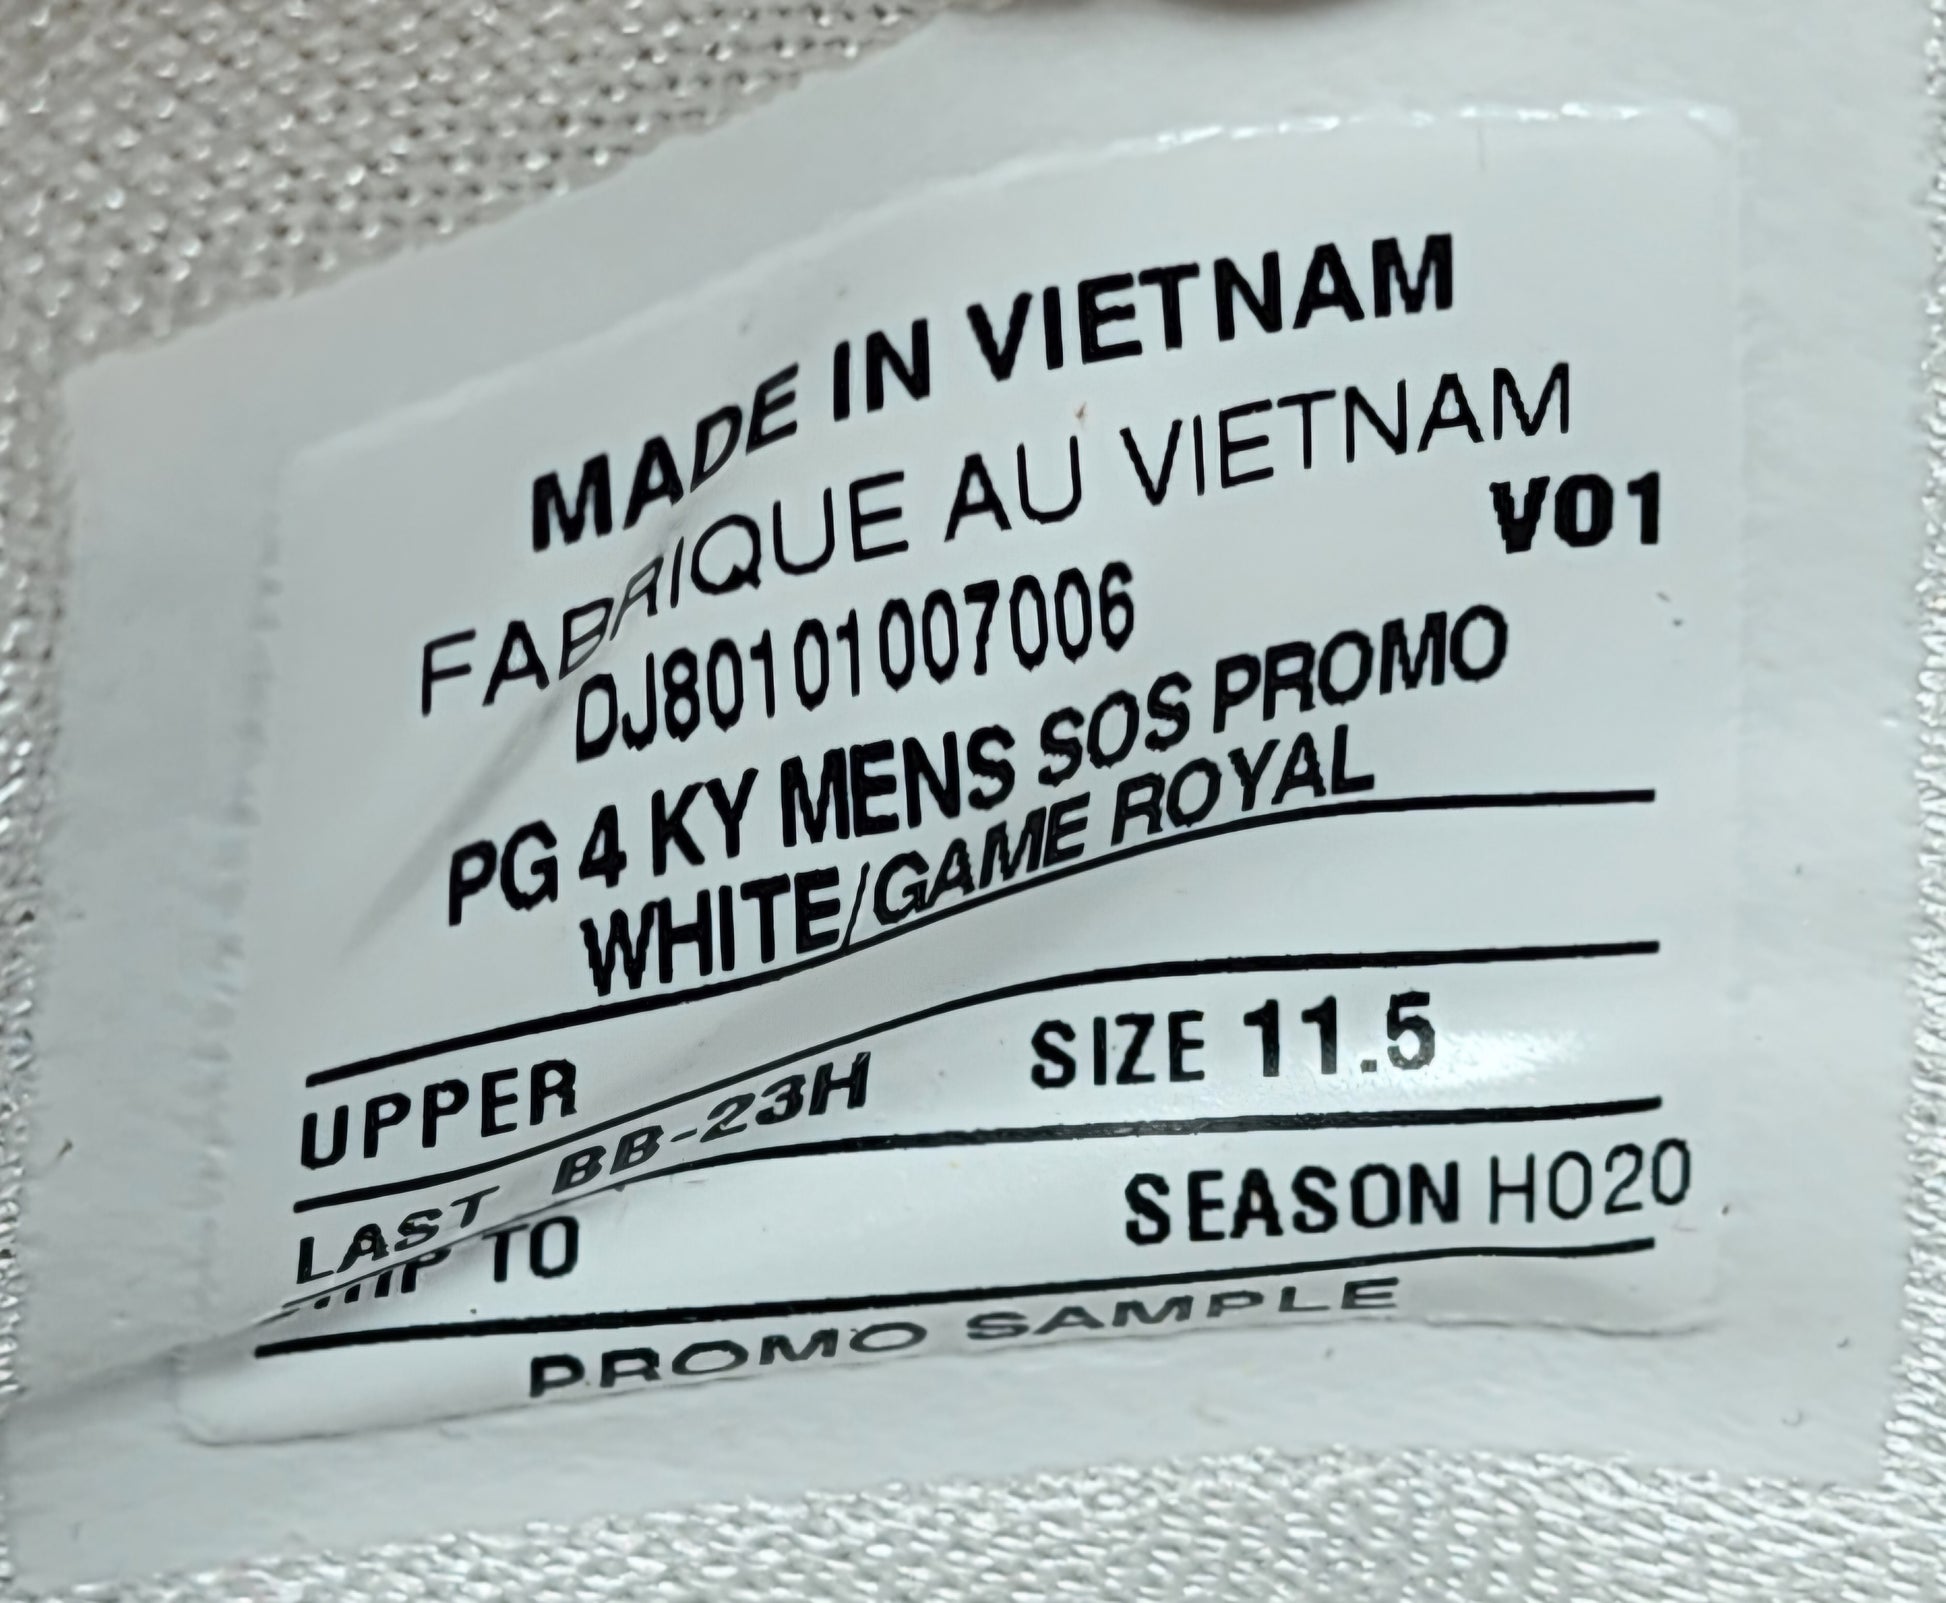 MADE IN VIETNAM
FABRIQUE AU VIETNAM
V01
DJ80101007006
PG 4 KY MENS SOS PROMO
WHITE/GAME ROYAL
UPPER SIZE 11.5
LAST BB-23H
SHIP TO SEASON HO20
PROMO SAMPLE